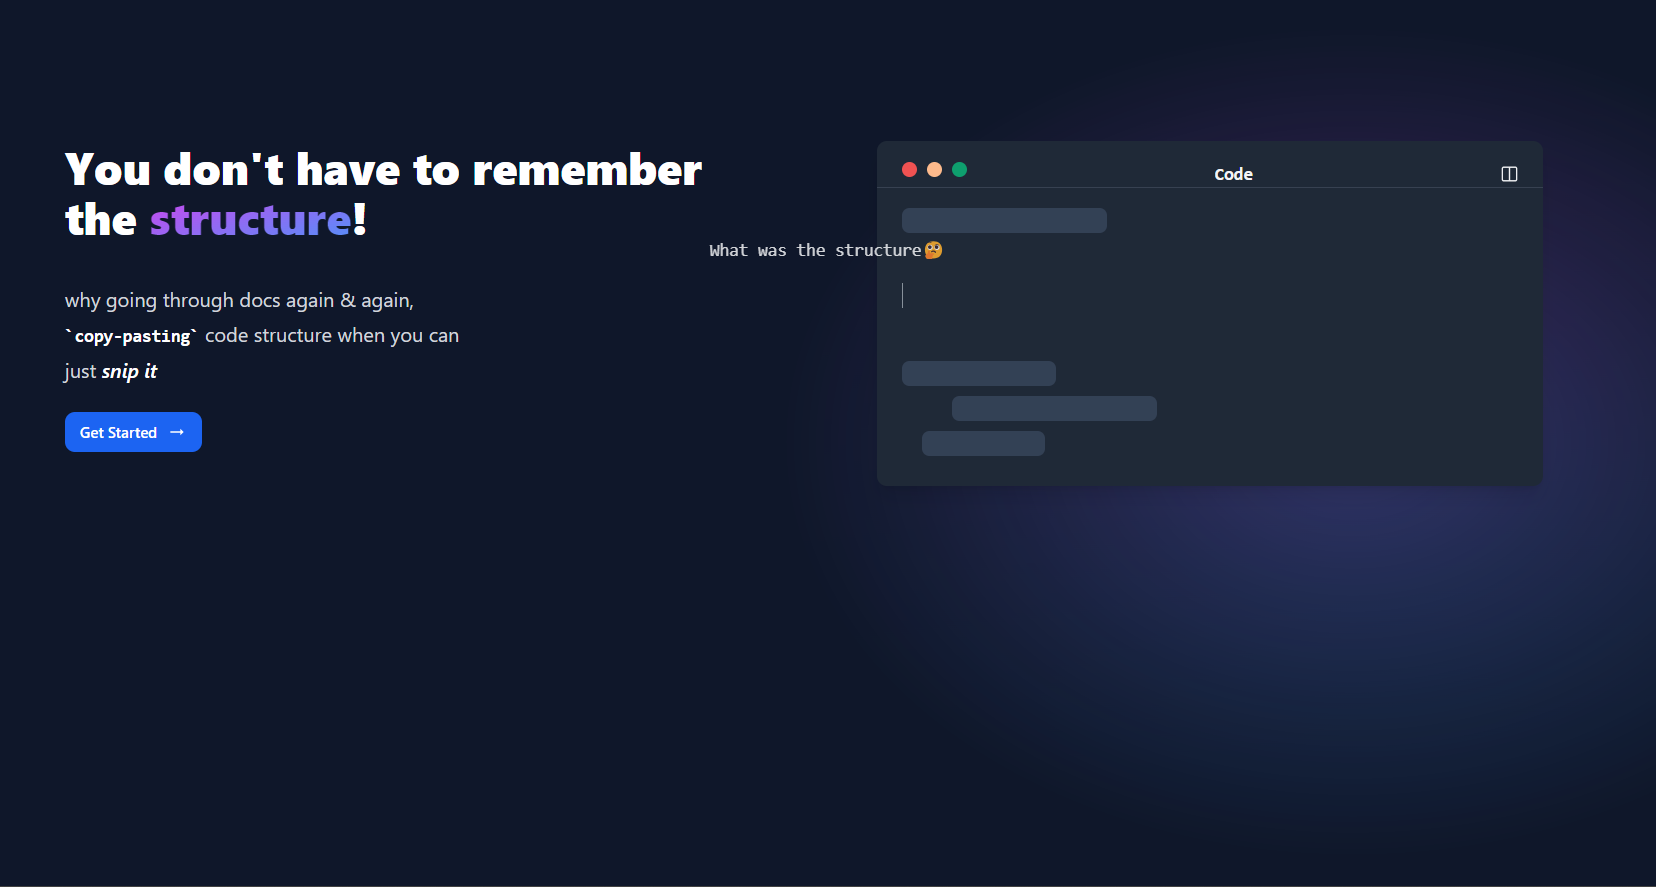 You don't have to remember
the structure!
What was the structure🤔
why going through docs again & again,
`copy-pasting` code structure when you can
just snip it
Get Started →
Code